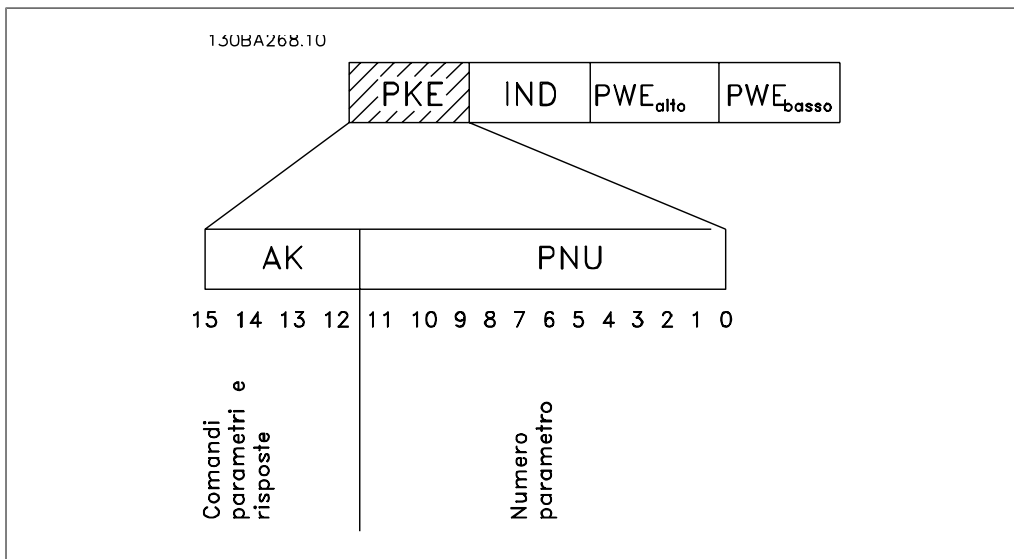 130BA268.10
PKE IND PWEalto PWEbasso
AK PNU
15 14 13 12 11 10 9 8 7 6 5 4 3 2 1 0
Comandi
parametri e
risposte
Numero
parametro